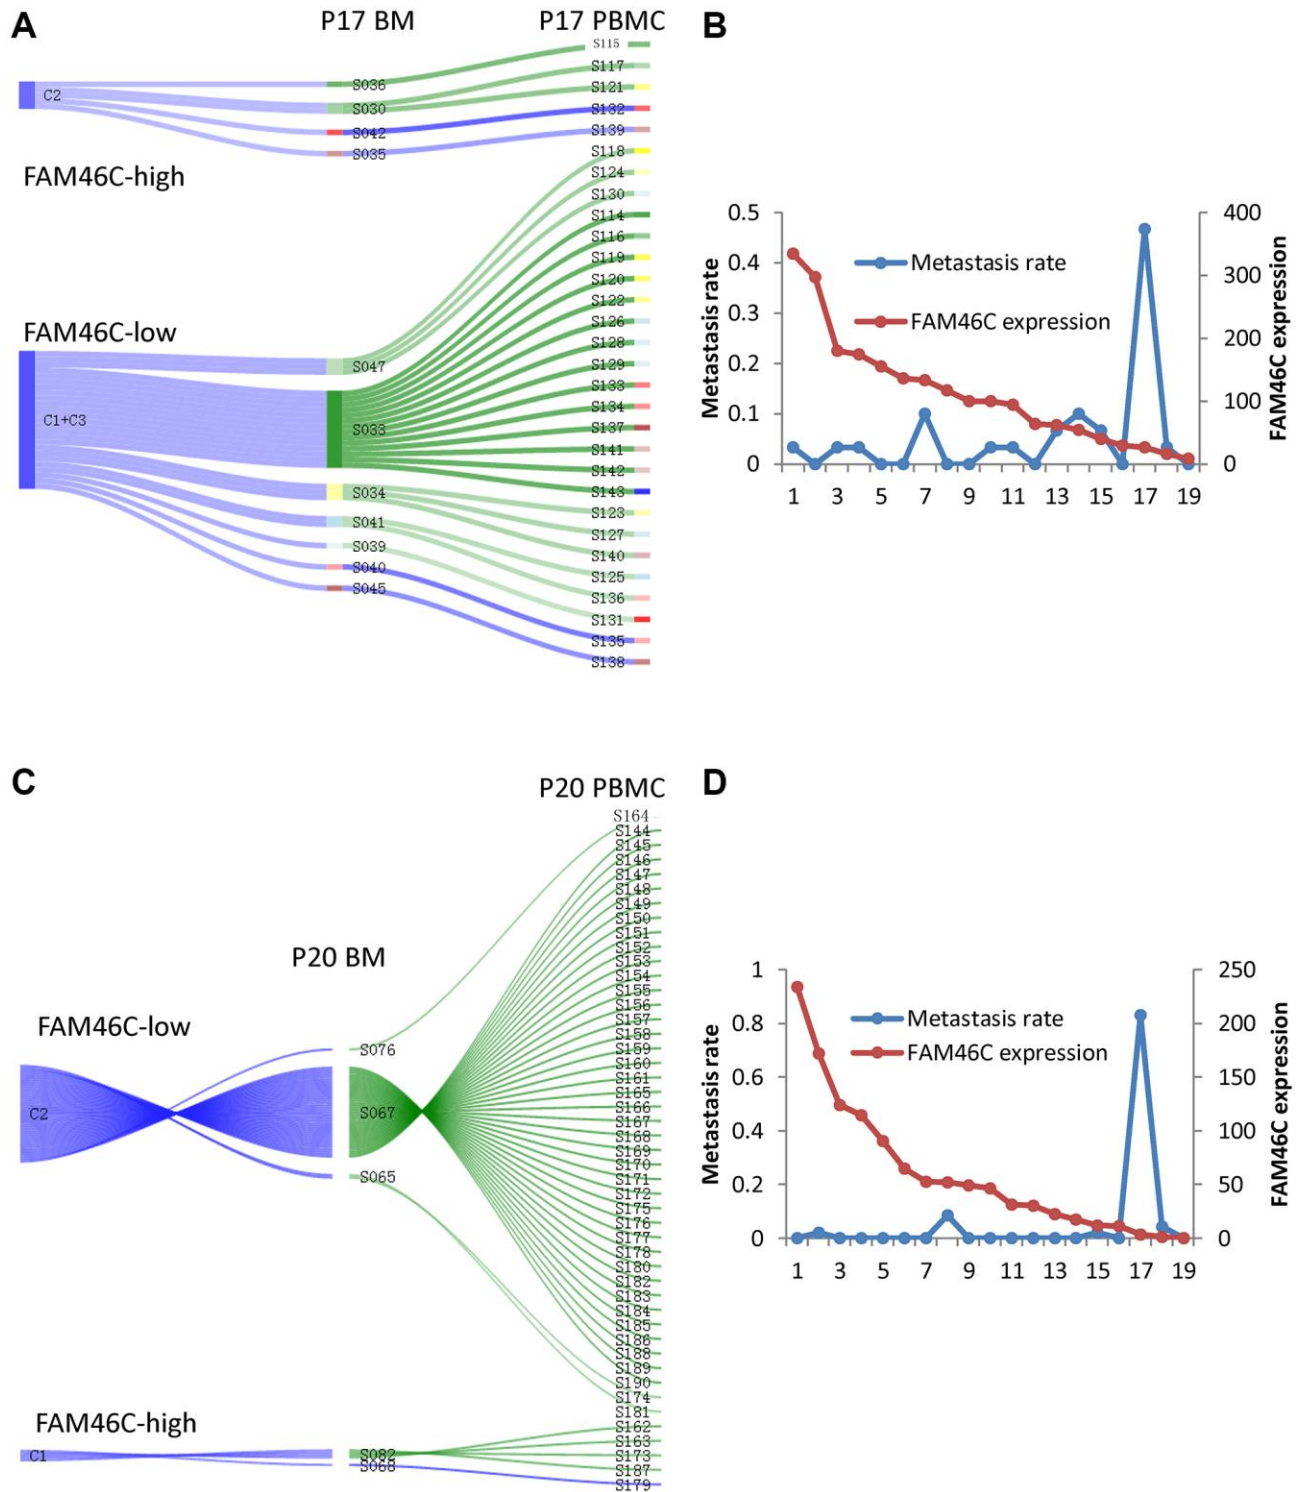 A
P17 BM
P17 PBMC
C2
S036
S030
S042
S035
FAM46C-high
FAM46C-low
C1+C3
S047
S033
S034
S041
S039
S040
S045
S115
S117
S121
S132
S139
S118
S124
S130
S114
S116
S119
S120
S122
S126
S128
S129
S133
S134
S137
S141
S142
S143
S123
S127
S140
S125
S136
S131
S135
S138
B
Metastasis rate
0.5
0.4
0.3
0.2
0.1
0
Metastasis rate
FAM46C expression
400
300
200
100
0
FAM46C expression
1 3 5 7 9 11 13 15 17 19
C
P20 PBMC
P20 BM
FAM46C-low
C2
S076
S067
S065
FAM46C-high
C1
S082
S068
S164
S144
S145
S146
S147
S148
S149
S150
S151
S152
S153
S154
S155
S156
S157
S158
S159
S160
S161
S165
S166
S167
S168
S169
S170
S171
S172
S175
S176
S177
S178
S180
S182
S183
S184
S185
S186
S188
S189
S190
S174
S181
S162
S163
S173
S187
S179
D
Metastasis rate
1
0.8
0.6
0.4
0.2
0
Metastasis rate
FAM46C expression
250
200
150
100
50
0
FAM46C expression
1 3 5 7 9 11 13 15 17 19